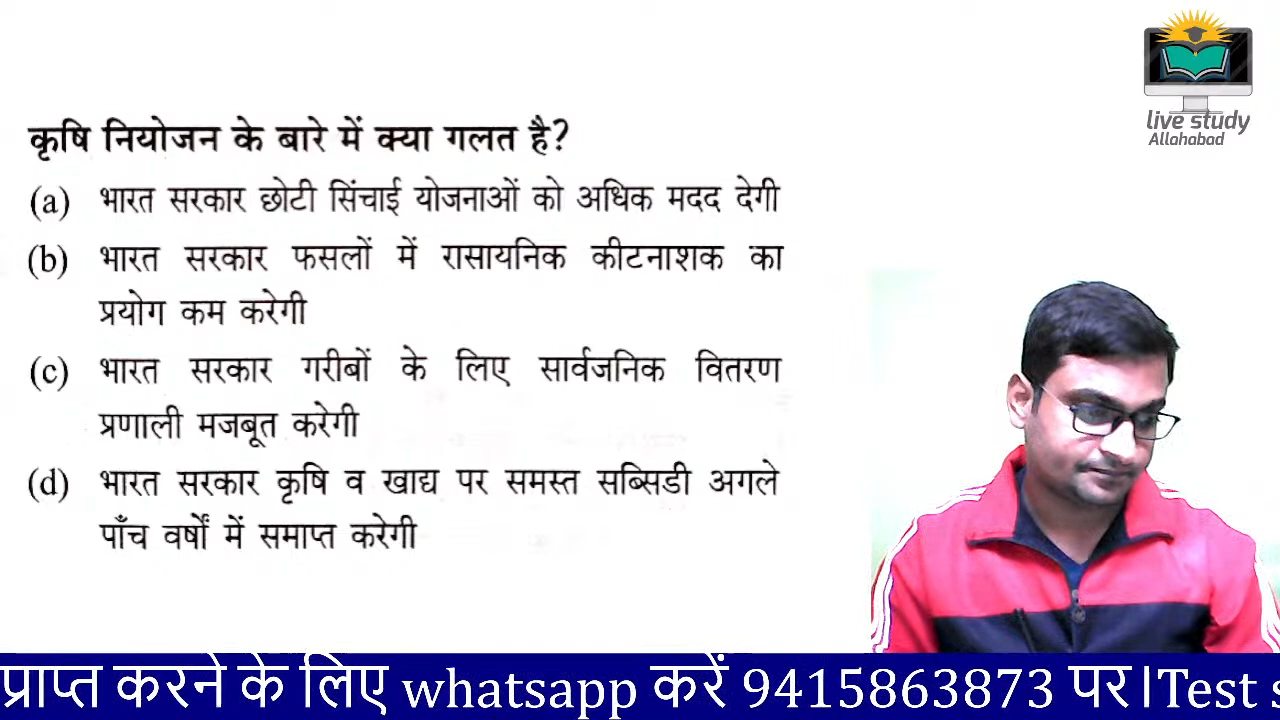 live study
Allahabad
कृषि नियोजन के बारे में क्या गलत है?
(a) भारत सरकार छोटी सिंचाई योजनाओं को अधिक मदद देगी
(b) भारत सरकार फसलों में रासायनिक कीटनाशक का
प्रयोग कम करेगी
(c) भारत सरकार गरीबों के लिए सार्वजनिक वितरण
प्रणाली मजबूत करेगी
(d) भारत सरकार कृषि व खाद्य पर समस्त सब्सिडी अगले
पाँच वर्षों में समाप्त करेगी
प्राप्त करने के लिए whatsapp करें 9415863873 पर।Test s